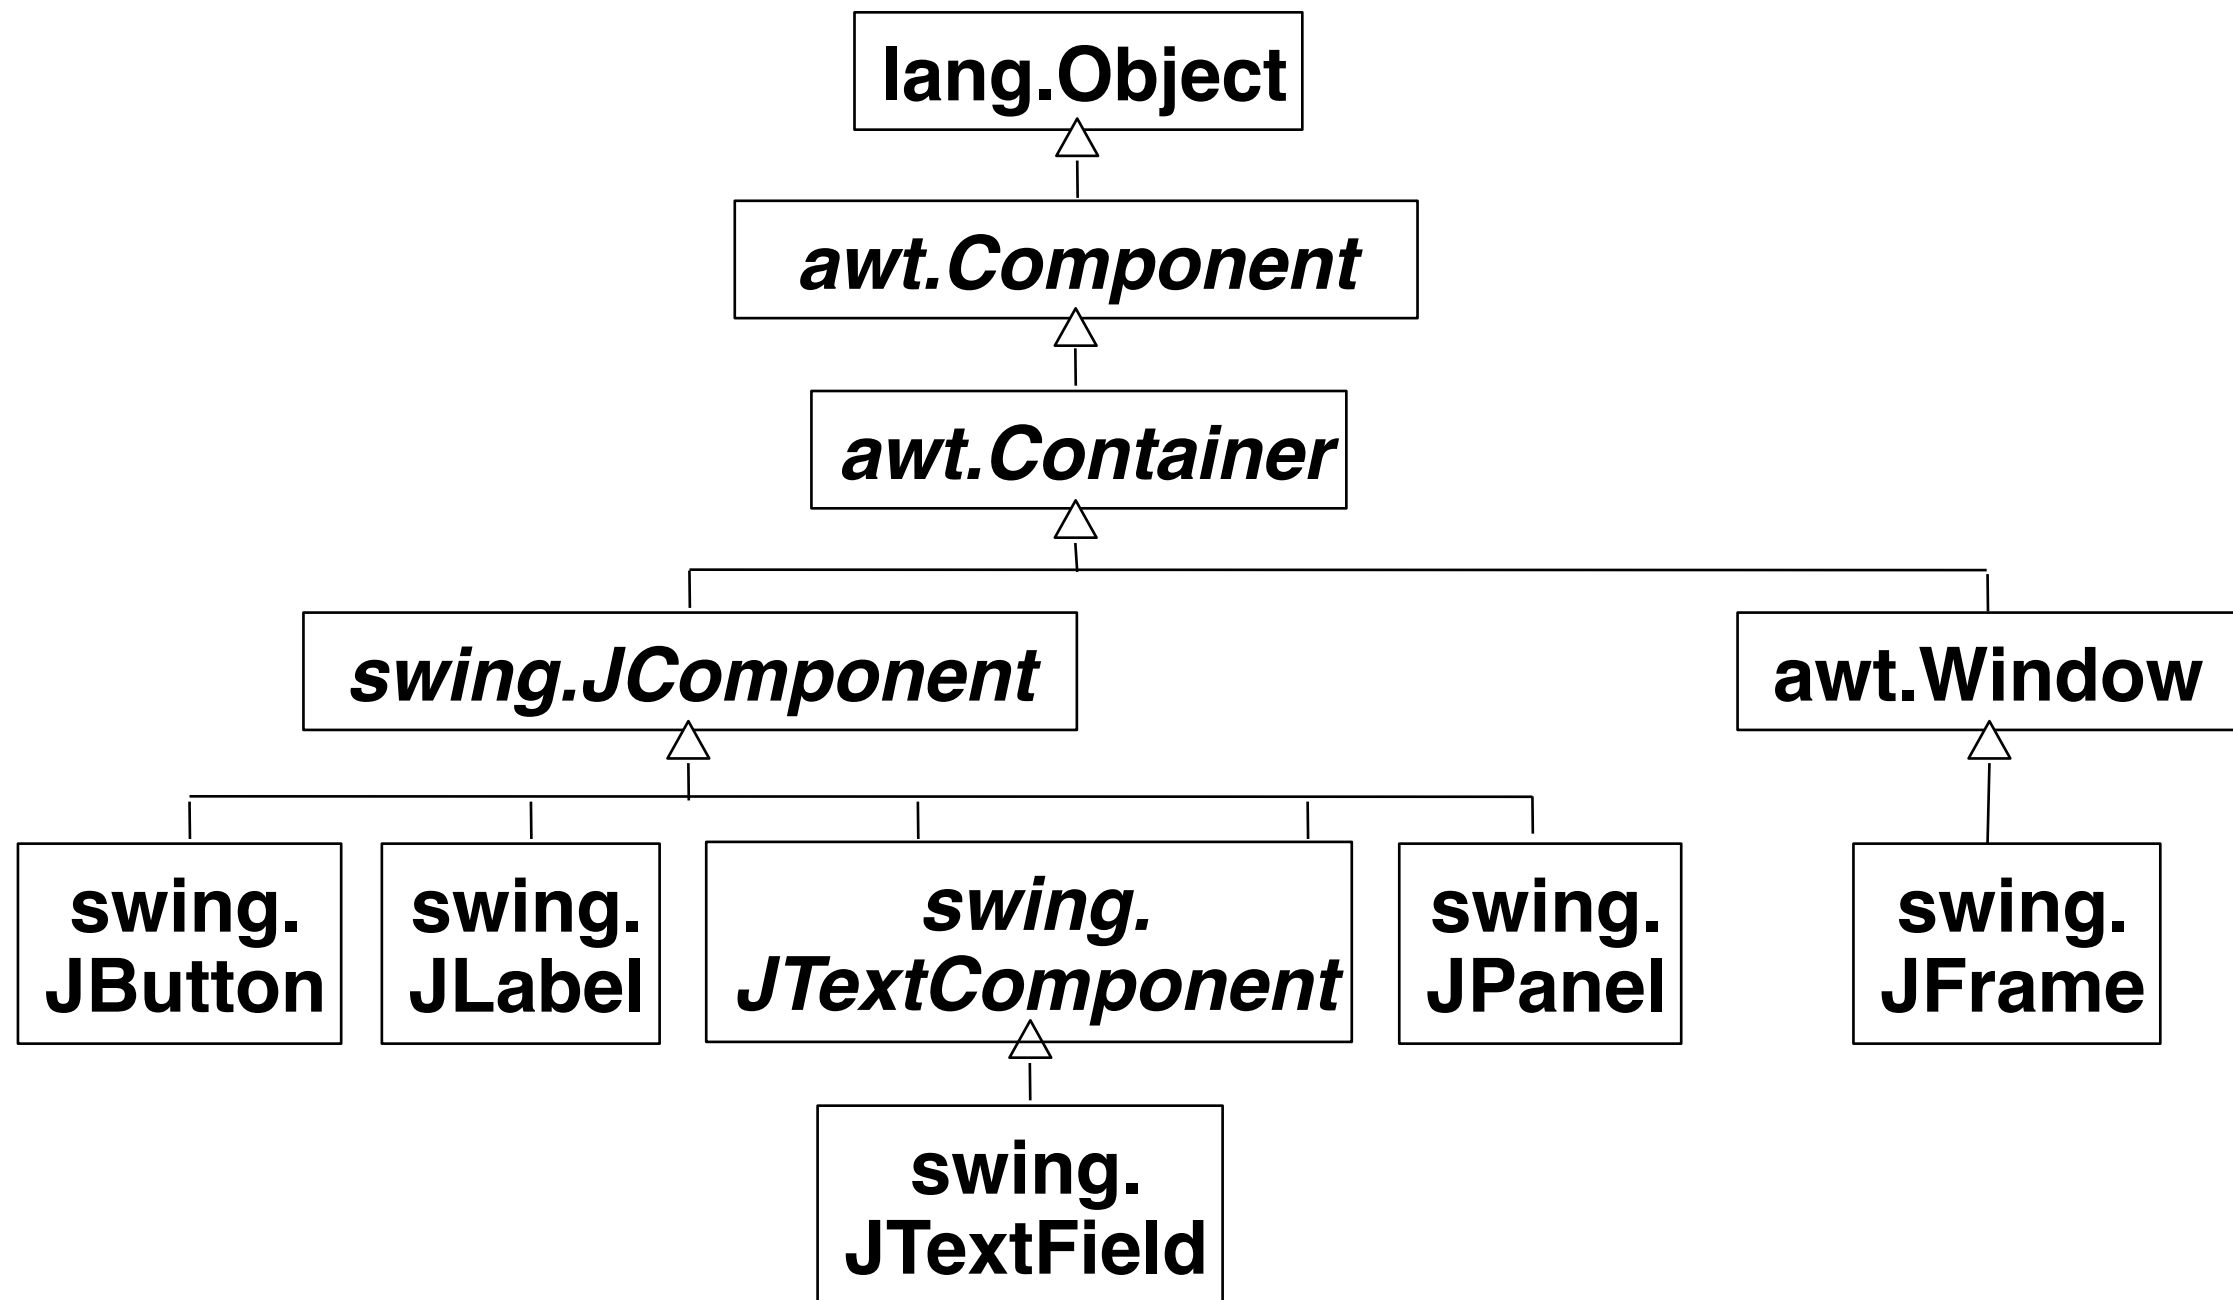 lang.Object
awt.Component
awt.Container
swing.JComponent
awt.Window
swing.
JButton
swing.
JLabel
swing.
JTextComponent
swing.
JPanel
swing.
JFrame
swing.
JTextField